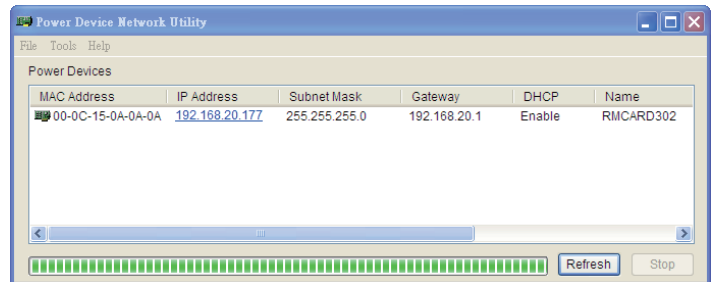 Power Device Network Utility
File Tools Help
Power Devices
MAC Address IP Address Subnet Mask Gateway DHCP Name
00-0C-15-0A-0A-0A 192.168.20.177 255.255.255.0 192.168.20.1 Enable RMCARD302
Refresh Stop